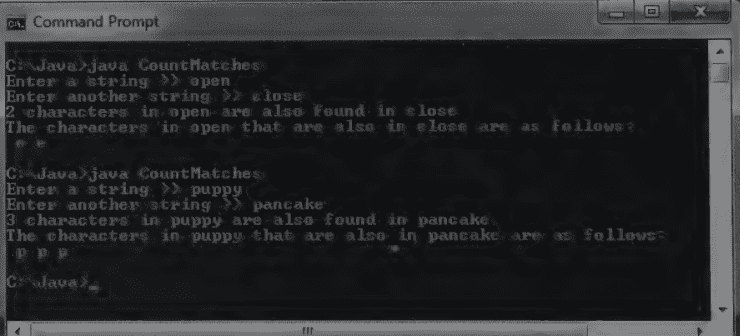 Command Prompt
C:\Java>java CountMatches
Enter a string >> open
Enter another string >> close
2 characters in open are also found in close
The characters in open that are also in close are as follows:
o e
C:\Java>java CountMatches
Enter a string >> puppy
Enter another string >> pancake
3 characters in puppy are also found in pancake
The characters in puppy that are also in pancake are as follows:
p p p
C:\Java>_